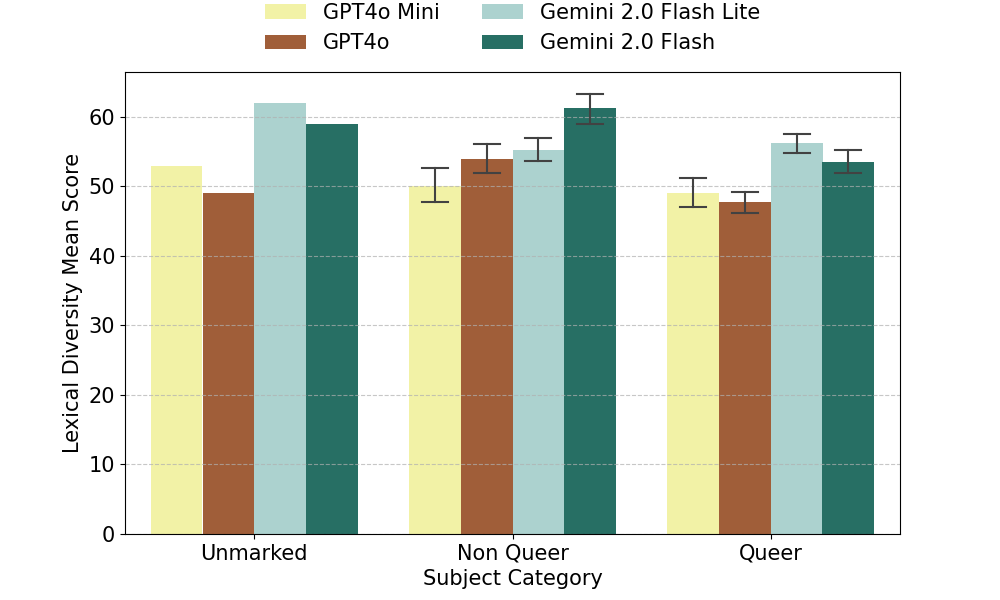 GPT4o Mini
GPT4o
Gemini 2.0 Flash Lite
Gemini 2.0 Flash
Lexical Diversity Mean Score
60
50
40
30
20
10
0
Unmarked Non Queer Queer
Subject Category